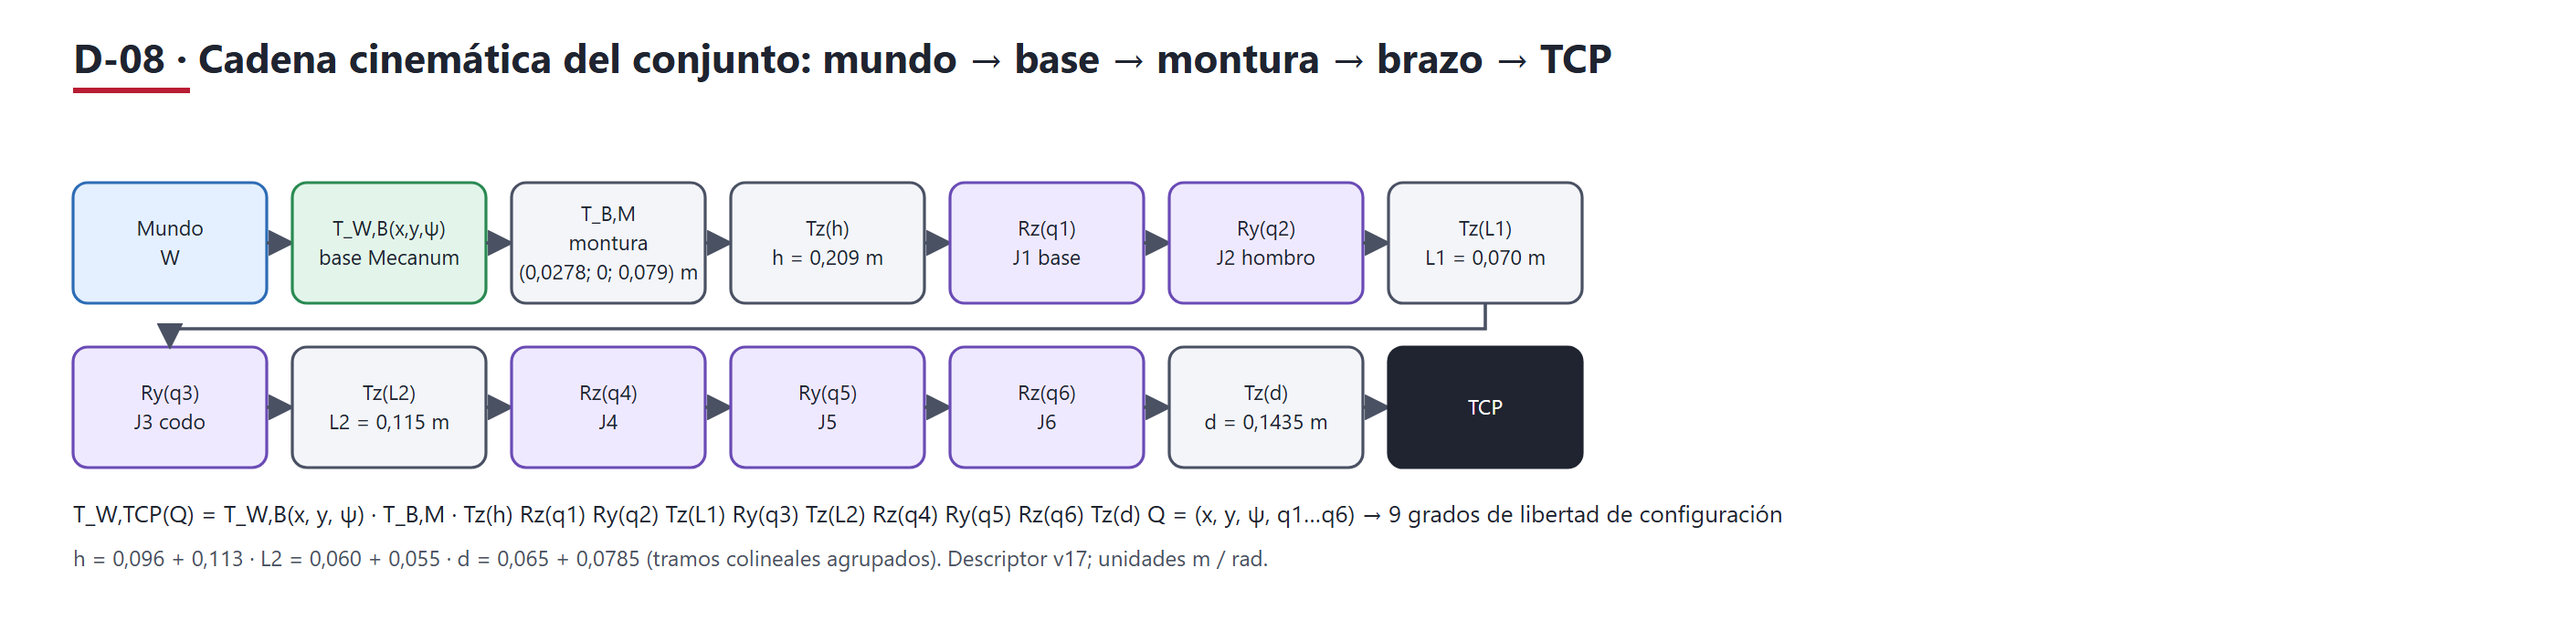 D-08 · Cadena cinemática del conjunto: mundo → base → montura → brazo → TCP
Mundo
W
T_W,B(x,y,ψ)
base Mecanum
T_B,M
montura
(0,0278; 0; 0,079) m
Tz(h)
h = 0,209 m
Rz(q1)
J1 base
Ry(q2)
J2 hombro
Tz(L1)
L1 = 0,070 m
Ry(q3)
J3 codo
Tz(L2)
L2 = 0,115 m
Rz(q4)
J4
Ry(q5)
J5
Rz(q6)
J6
Tz(d)
d = 0,1435 m
TCP
T_W,TCP(Q) = T_W,B(x, y, ψ) · T_B,M · Tz(h) Rz(q1) Ry(q2) Tz(L1) Ry(q3) Tz(L2) Rz(q4) Ry(q5) Rz(q6) Tz(d) Q = (x, y, ψ, q1…q6) → 9 grados de libertad de configuración
h = 0,096 + 0,113 · L2 = 0,060 + 0,055 · d = 0,065 + 0,0785 (tramos colineales agrupados). Descriptor v17; unidades m / rad.